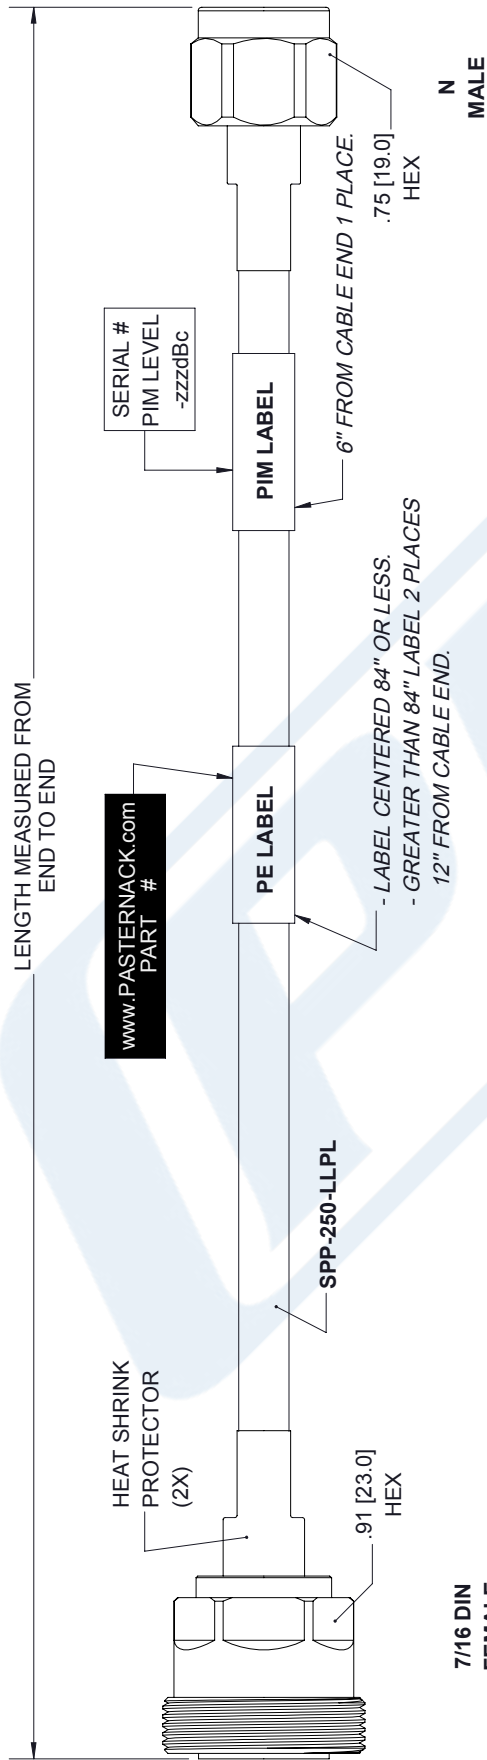 LENGTH MEASURED FROM
END TO END
www.PASTERNACK.com
PART #
SERIAL #
PIM LEVEL
-zzzdBc
HEAT SHRINK
PROTECTOR
(2X)
PE LABEL
PIM LABEL
SPP-250-LLPL
.91 [23.0]
HEX
- LABEL CENTERED 84" OR LESS.
- GREATER THAN 84" LABEL 2 PLACES
12" FROM CABLE END.
6" FROM CABLE END 1 PLACE.
.75 [19.0]
HEX
7/16 DIN
FEMALE
N
MALE